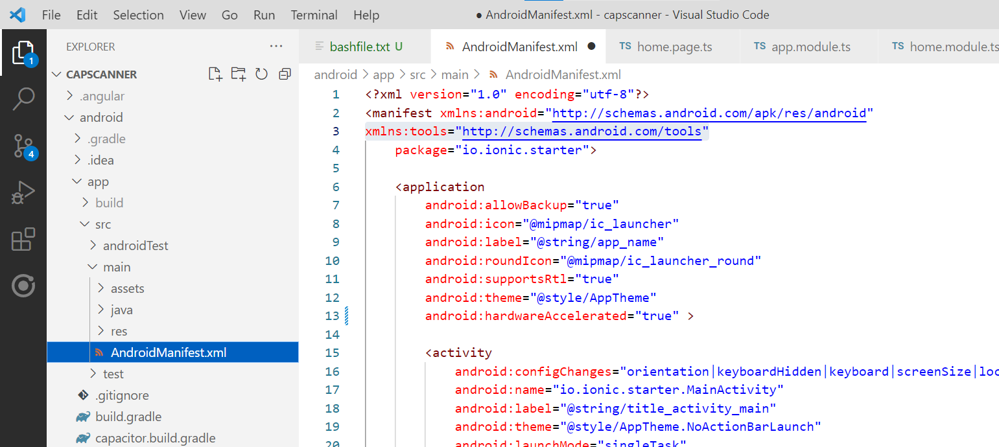 File Edit Selection View Go Run Terminal Help ● AndroidManifest.xml - capscanner - Visual Studio Code
EXPLORER ···
bashfile.txt U AndroidManifest.xml ● TS home.page.ts TS app.module.ts TS home.module.ts
1
CAPSCANNER
android > app > src > main > AndroidManifest.xml
.angular
android
.gradle
4
.idea
app
build
src
androidTest
main
assets
java
res
AndroidManifest.xml
test
.gitignore
build.gradle
capacitor.build.gradle
1 <?xml version="1.0" encoding="utf-8"?>
2 <manifest xmlns:android="http://schemas.android.com/apk/res/android"
3 xmlns:tools="http://schemas.android.com/tools"
4 package="io.ionic.starter">
5
6 <application
7 android:allowBackup="true"
8 android:icon="@mipmap/ic_launcher"
9 android:label="@string/app_name"
10 android:roundIcon="@mipmap/ic_launcher_round"
11 android:supportsRtl="true"
12 android:theme="@style/AppTheme"
13 android:hardwareAccelerated="true" >
14
15 <activity
16 android:configChanges="orientation|keyboardHidden|keyboard|screenSize|loc
17 android:name="io.ionic.starter.MainActivity"
18 android:label="@string/title_activity_main"
19 android:theme="@style/AppTheme.NoActionBarLaunch"
20 android:launchMode="singleTask"